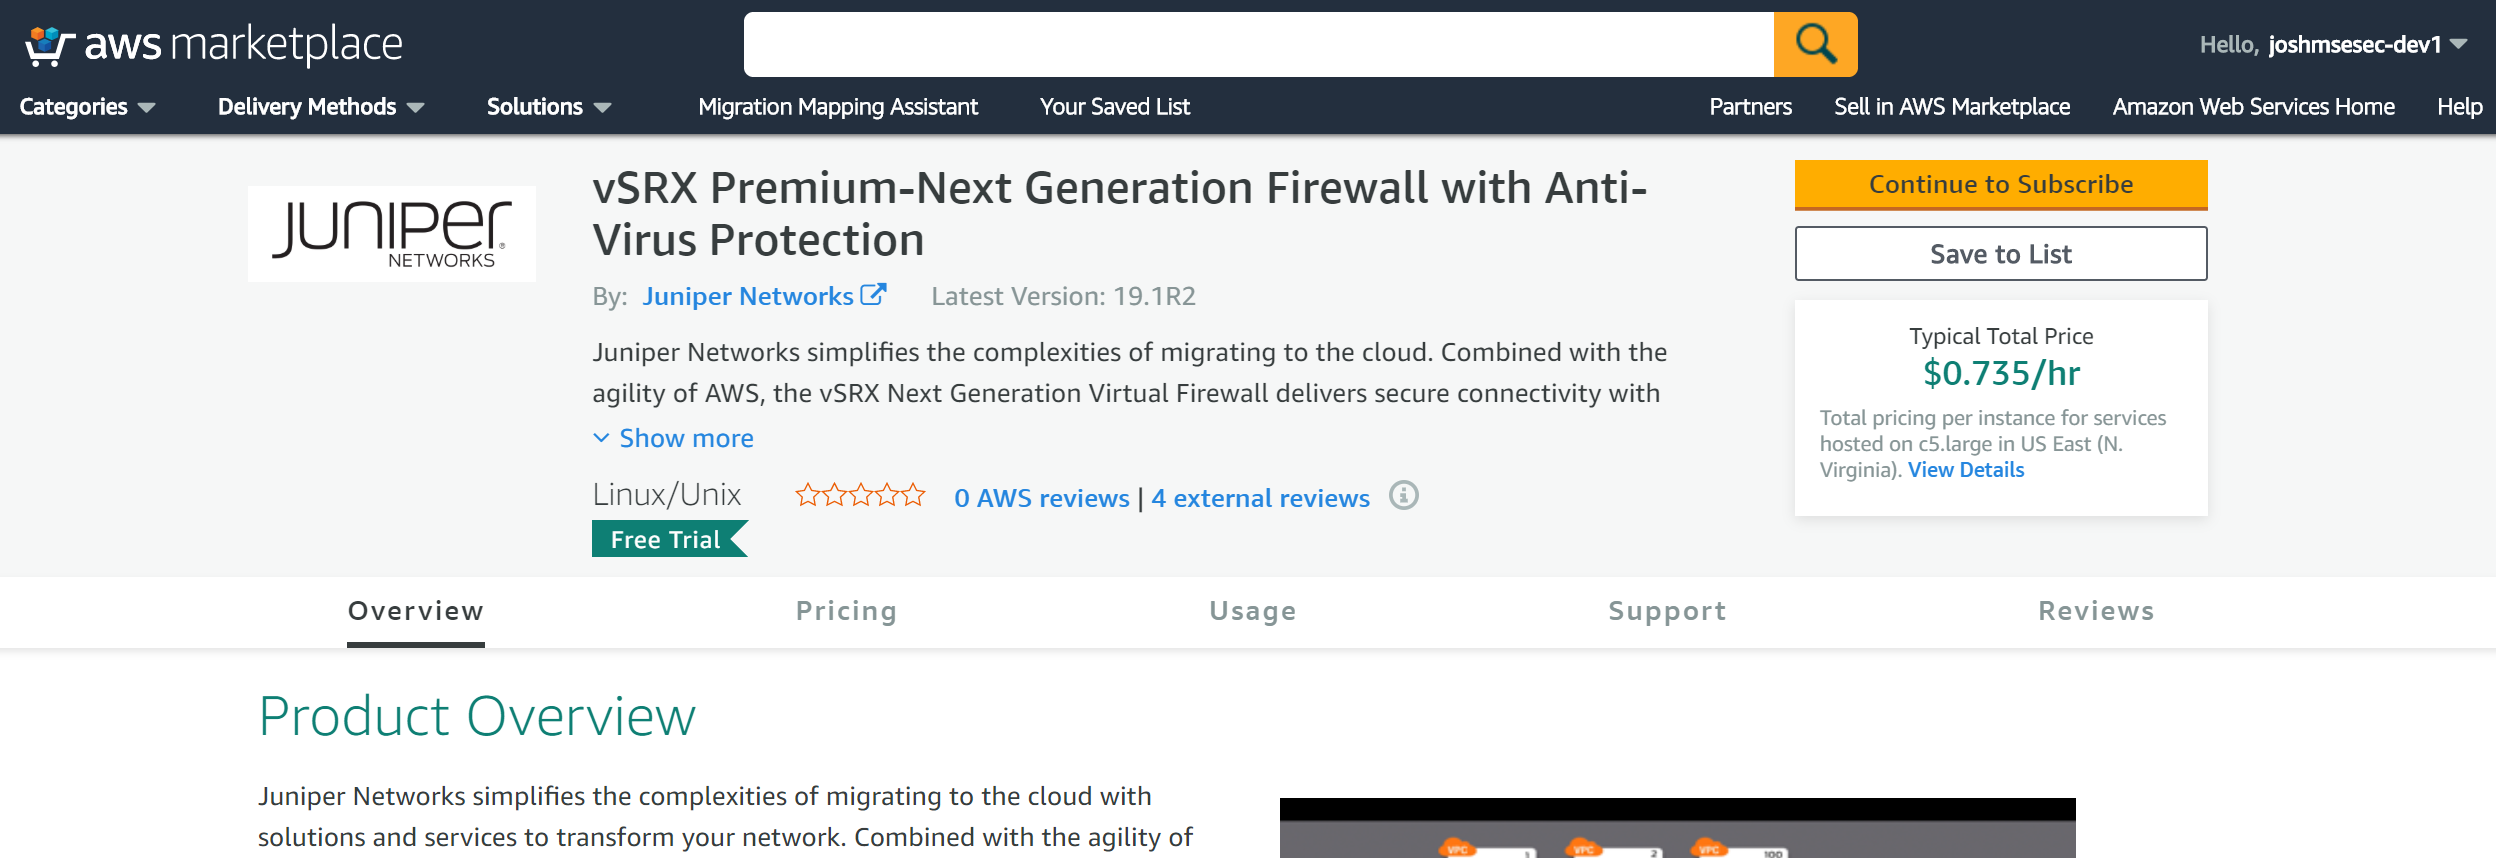 aws marketplace
Hello, joshmsesec-dev1
Categories Delivery Methods Solutions Migration Mapping Assistant Your Saved List Partners Sell in AWS Marketplace Amazon Web Services Home Help
JUNIPER
NETWORKS
vSRX Premium-Next Generation Firewall with Anti-
Virus Protection
By: Juniper Networks Latest Version: 19.1R2
Juniper Networks simplifies the complexities of migrating to the cloud. Combined with the
agility of AWS, the vSRX Next Generation Virtual Firewall delivers secure connectivity with
Show more
Linux/Unix 0 AWS reviews | 4 external reviews
Free Trial
Continue to Subscribe
Save to List
Typical Total Price
$0.735/hr
Total pricing per instance for services
hosted on c5.large in US East (N.
Virginia). View Details
Overview Pricing Usage Support Reviews
Product Overview
Juniper Networks simplifies the complexities of migrating to the cloud with
solutions and services to transform your network. Combined with the agility of
VPC 1 VPC 2 VPC 100